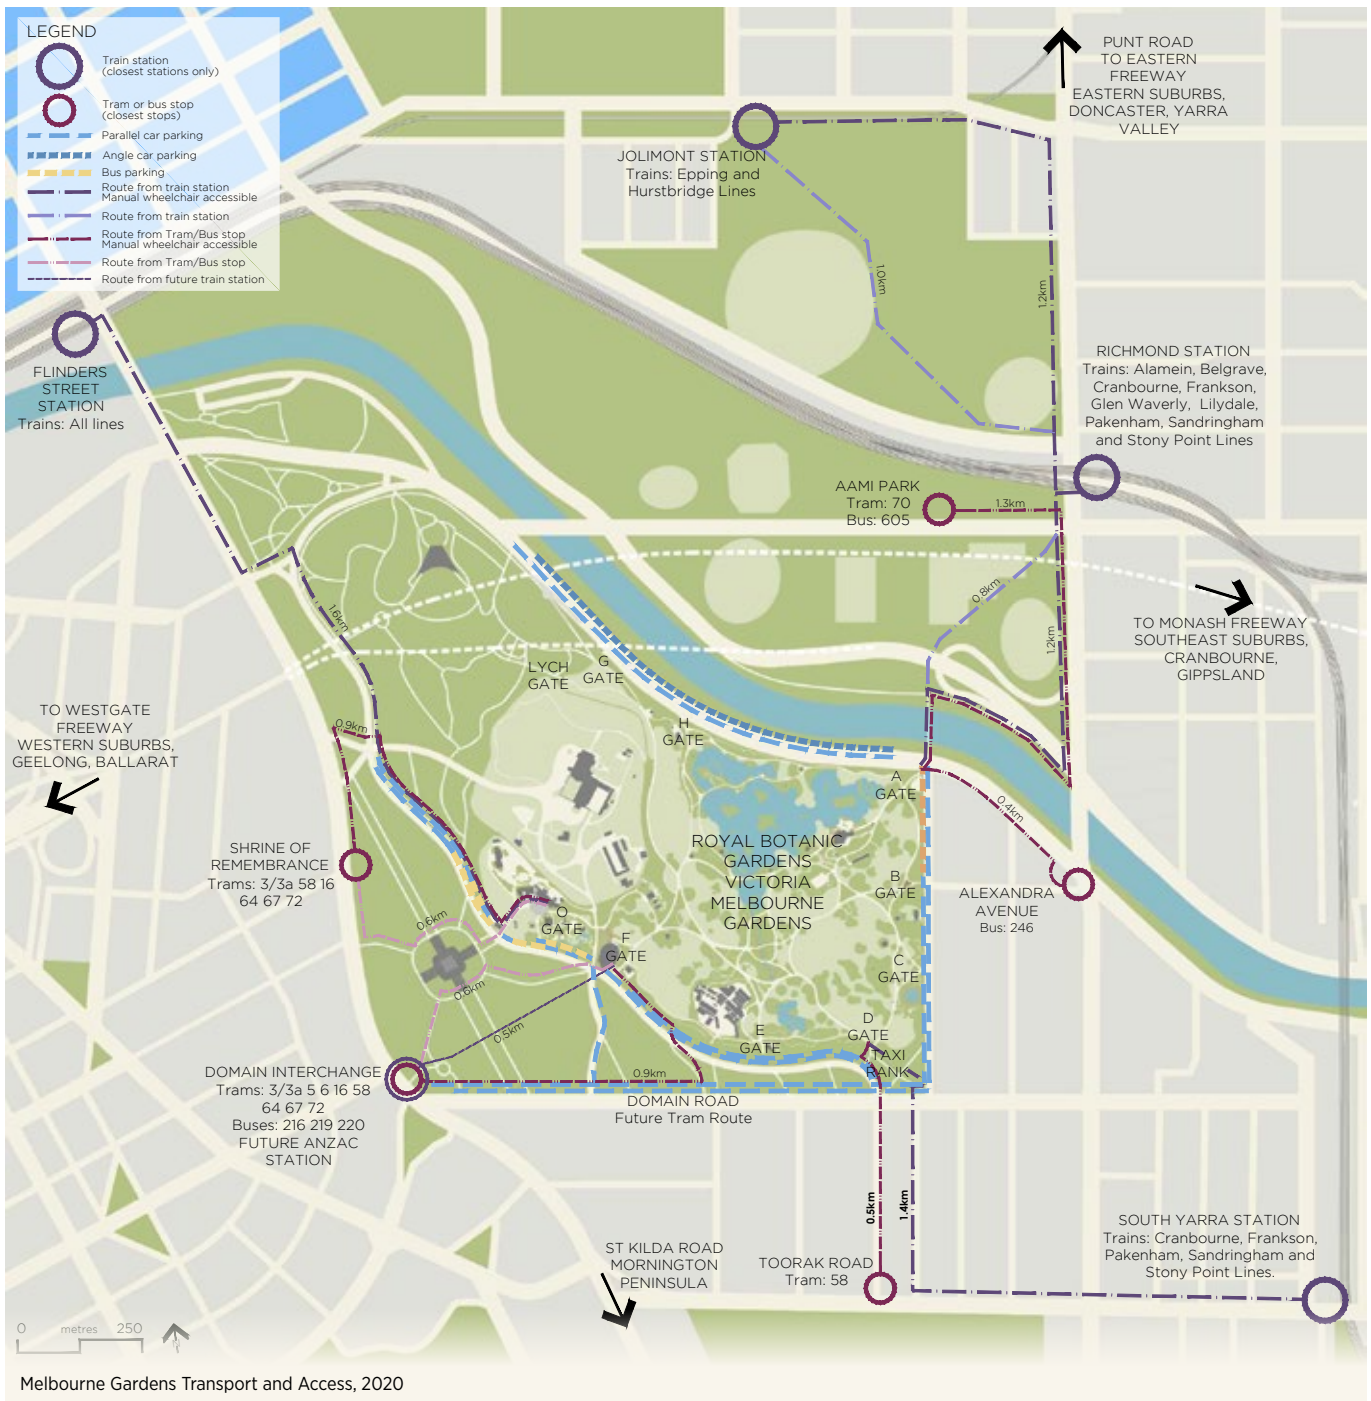 LEGEND
Train station
(closest stations only)
Tram or bus stop
(closest stops)
Parallel car parking
Angle car parking
Bus parking
Route from train station
Manual wheelchair accessible
Route from train station
Route from Tram/Bus stop
Manual wheelchair accessible
Route from Tram/Bus stop
Route from future train station
PUNT ROAD
TO EASTERN
FREEWAY
EASTERN SUBURBS,
DONCASTER, YARRA
VALLEY
JOLIMONT STATION
Trains: Epping and
Hurstbridge Lines
1.0km
1.2km
FLINDERS
STREET
STATION
Trains: All lines
RICHMOND STATION
Trains: Alamein, Belgrave,
Cranbourne, Frankson,
Glen Waverly, Lilydale,
Pakenham, Sandringham
and Stony Point Lines
AAMI PARK
Tram: 70
Bus: 605
1.3km
0.8km
1.2km
1.6km
TO MONASH FREEWAY
SOUTHEAST SUBURBS,
CRANBOURNE,
GIPPSLAND
LYCH
GATE
G
GATE
H
GATE
TO WESTGATE
FREEWAY
WESTERN SUBURBS,
GEELONG, BALLARAT
0.9km
A
GATE
0.4km
SHRINE OF
REMEMBRANCE
Trams: 3/3a 58 16
64 67 72
ROYAL BOTANIC
GARDENS
VICTORIA
MELBOURNE
GARDENS
B
GATE
ALEXANDRA
AVENUE
Bus: 246
0.6km
O
GATE
F
GATE
C
GATE
0.6km
0.5km
E
GATE
D
GATE
TAXI
RANK
DOMAIN INTERCHANGE
Trams: 3/3a 5 6 16 58
64 67 72
Buses: 216 219 220
FUTURE ANZAC
STATION
0.9km
DOMAIN ROAD
Future Tram Route
0.5km
1.4km
ST KILDA ROAD
MORNINGTON
PENINSULA
TOORAK ROAD
Tram: 58
SOUTH YARRA STATION
Trains: Cranbourne, Frankson,
Pakenham, Sandringham and
Stony Point Lines.
0 metres 250
N
Melbourne Gardens Transport and Access, 2020